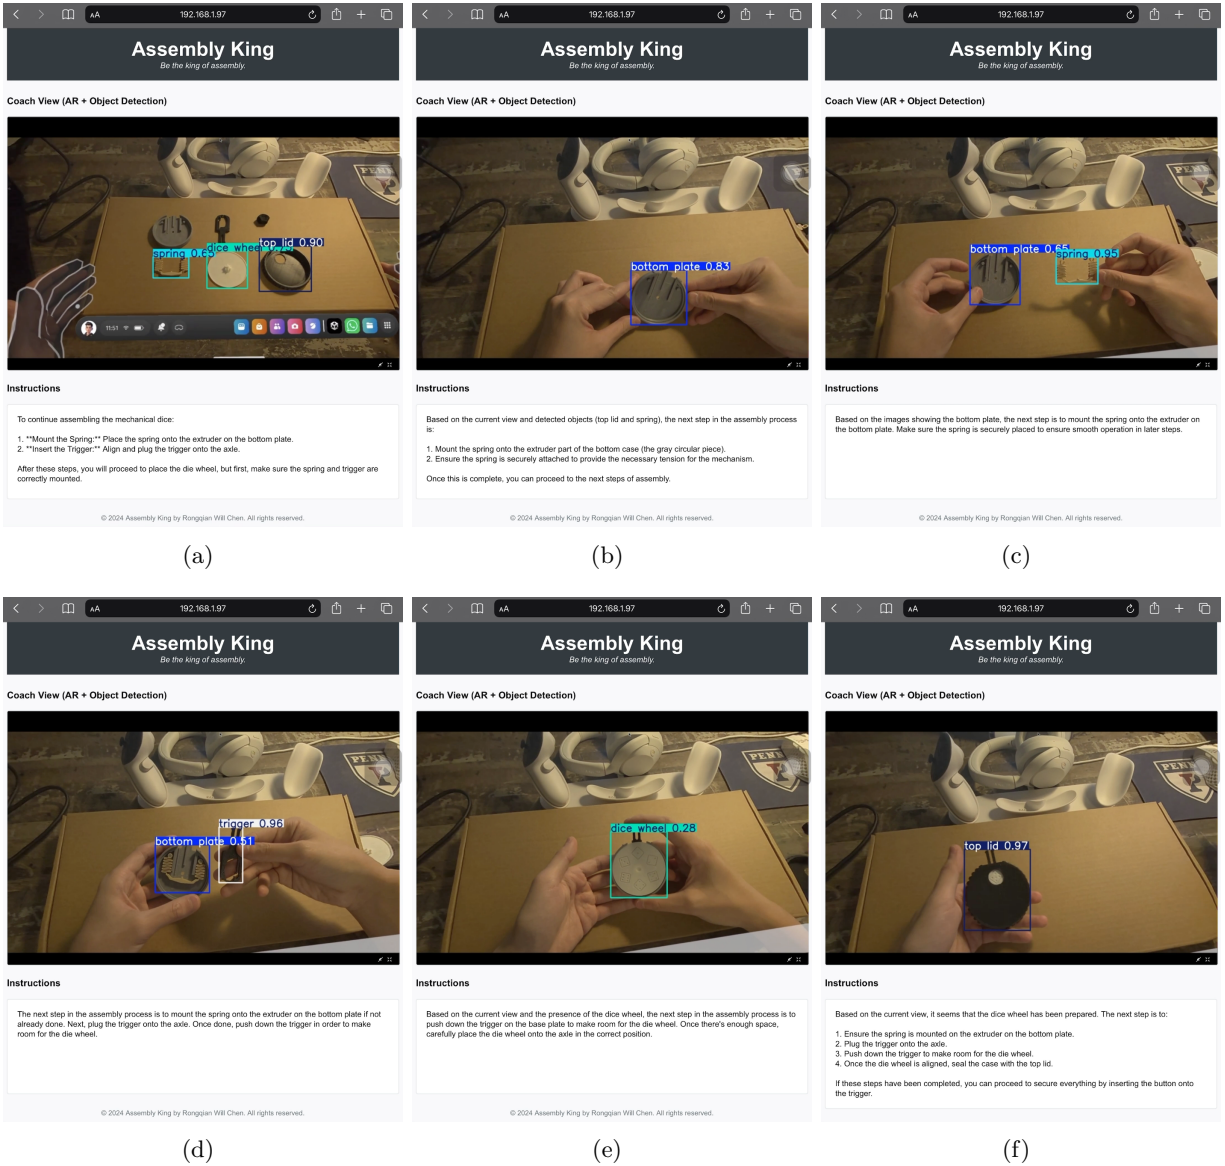 192.168.1.97
Assembly King
Be the king of assembly.
Coach View (AR + Object Detection)
PENN
spring 0.65
dice wheel
top lid 0.90
11:51
Instructions
To continue assembling the mechanical dice:
1. **Mount the Spring:** Place the spring onto the extruder on the bottom plate.
2. **Insert the Trigger:** Align and plug the trigger onto the axle.
After these steps, you will proceed to place the die wheel, but first, make sure the spring and trigger are
correctly mounted.
© 2024 Assembly King by Rongqian Will Chen. All rights reserved.
(a)
192.168.1.97
Assembly King
Be the king of assembly.
Coach View (AR + Object Detection)
bottom plate 0.83
Instructions
Based on the current view and detected objects (top lid and spring), the next step in the assembly process
is:
1. Mount the spring onto the extruder part of the bottom case (the gray circular piece).
2. Ensure the spring is securely attached to provide the necessary tension for the mechanism.
Once this is complete, you can proceed to the next steps of assembly.
© 2024 Assembly King by Rongqian Will Chen. All rights reserved.
(b)
192.168.1.97
Assembly King
Be the king of assembly.
Coach View (AR + Object Detection)
bottom plate 0.65
spring 0.95
Instructions
Based on the images showing the bottom plate, the next step is to mount the spring onto the extruder on
the bottom plate. Make sure the spring is securely placed to ensure smooth operation in later steps.
© 2024 Assembly King by Rongqian Will Chen. All rights reserved.
(c)
192.168.1.97
Assembly King
Be the king of assembly.
Coach View (AR + Object Detection)
PENN
trigger 0.96
bottom plate 0.51
Instructions
The next step in the assembly process is to mount the spring onto the extruder on the bottom plate if not
already done. Next, plug the trigger onto the axle. Once done, push down the trigger in order to make
room for the die wheel.
© 2024 Assembly King by Rongqian Will Chen. All rights reserved.
(d)
192.168.1.97
Assembly King
Be the king of assembly.
Coach View (AR + Object Detection)
PENN
dice wheel 0.28
Instructions
Based on the current view and the presence of the dice wheel, the next step in the assembly process is to
push down the trigger on the base plate to make room for the die wheel. Once there's enough space,
carefully place the die wheel onto the axle in the correct position.
© 2024 Assembly King by Rongqian Will Chen. All rights reserved.
(e)
192.168.1.97
Assembly King
Be the king of assembly.
Coach View (AR + Object Detection)
PENN
top lid 0.97
Instructions
Based on the current view, it seems that the dice wheel has been prepared. The next step is to:
1. Ensure the spring is mounted on the extruder on the bottom plate.
2. Plug the trigger onto the axle.
3. Push down the trigger to make room for the die wheel.
4. Once the die wheel is aligned, seal the case with the top lid.
If these steps have been completed, you can proceed to secure everything by inserting the button onto
the trigger.
(f)